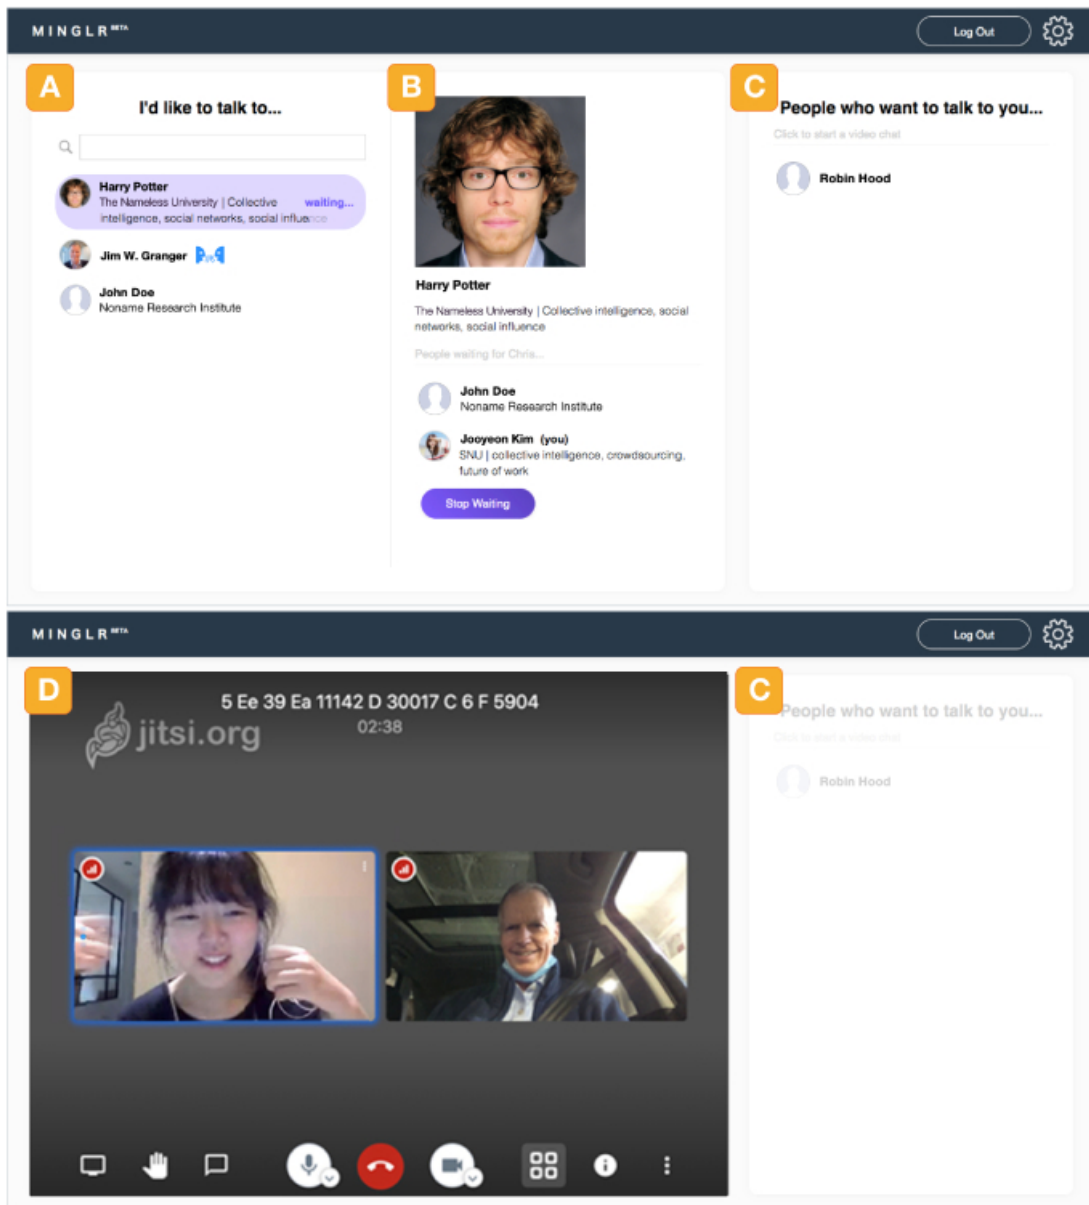 MINGLR BETA
Log Out
A
I'd like to talk to...
Harry Potter
The Nameless University | Collective
intelligence, social networks, social influence
waiting...
Jim W. Granger
John Doe
Noname Research Institute
B
Harry Potter
The Nameless University | Collective intelligence, social
networks, social influence
People waiting for Chris...
John Doe
Noname Research Institute
Jooyeon Kim (you)
SNU | collective intelligence, crowdsourcing,
future of work
Stop Waiting
C
People who want to talk to you...
Click to start a video chat
Robin Hood
MINGLR BETA
Log Out
D
5 Ee 39 Ea 11142 D 30017 C 6 F 5904
02:38
jitsi.org
C
People who want to talk to you...
Click to start a video chat
Robin Hood